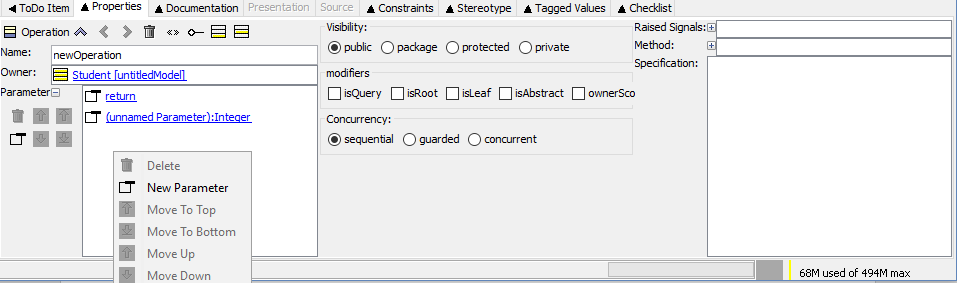 ToDo Item Properties Documentation Presentation Source Constraints Stereotype Tagged Values Checklist
Operation
Name: newOperation
Owner: Student [untitledModel]
Parameter
return
(unnamed Parameter):Integer
Delete
New Parameter
Move To Top
Move To Bottom
Move Up
Move Down
Visibility:
public package protected private
modifiers
isQuery isRoot isLeaf isAbstract ownerSco
Concurrency:
sequential guarded concurrent
Raised Signals:
Method:
Specification:
68M used of 494M max